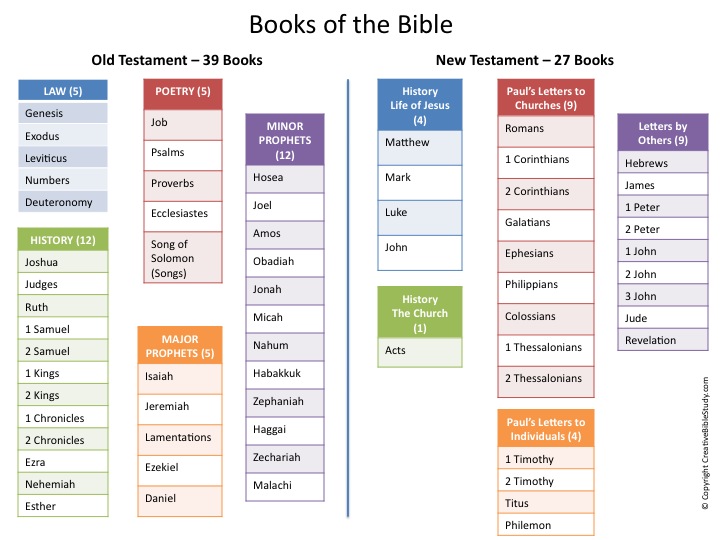 Books of the Bible
Old Testament – 39 Books
LAW (5)
Genesis
Exodus
Leviticus
Numbers
Deuteronomy
HISTORY (12)
Joshua
Judges
Ruth
1 Samuel
2 Samuel
1 Kings
2 Kings
1 Chronicles
2 Chronicles
Ezra
Nehemiah
Esther
POETRY (5)
Job
Psalms
Proverbs
Ecclesiastes
Song of
Solomon
(Songs)
MAJOR
PROPHETS (5)
Isaiah
Jeremiah
Lamentations
Ezekiel
Daniel
MINOR
PROPHETS
(12)
Hosea
Joel
Amos
Obadiah
Jonah
Micah
Nahum
Habakkuk
Zephaniah
Haggai
Zechariah
Malachi
New Testament – 27 Books
History
Life of Jesus
(4)
Matthew
Mark
Luke
John
History
The Church
(1)
Acts
Paul's Letters to
Churches (9)
Romans
1 Corinthians
2 Corinthians
Galatians
Ephesians
Philippians
Colossians
1 Thessalonians
2 Thessalonians
Paul's Letters to
Individuals (4)
1 Timothy
2 Timothy
Titus
Philemon
Letters by
Others (9)
Hebrews
James
1 Peter
2 Peter
1 John
2 John
3 John
Jude
Revelation
© Copyright CreativeBibleStudy.com